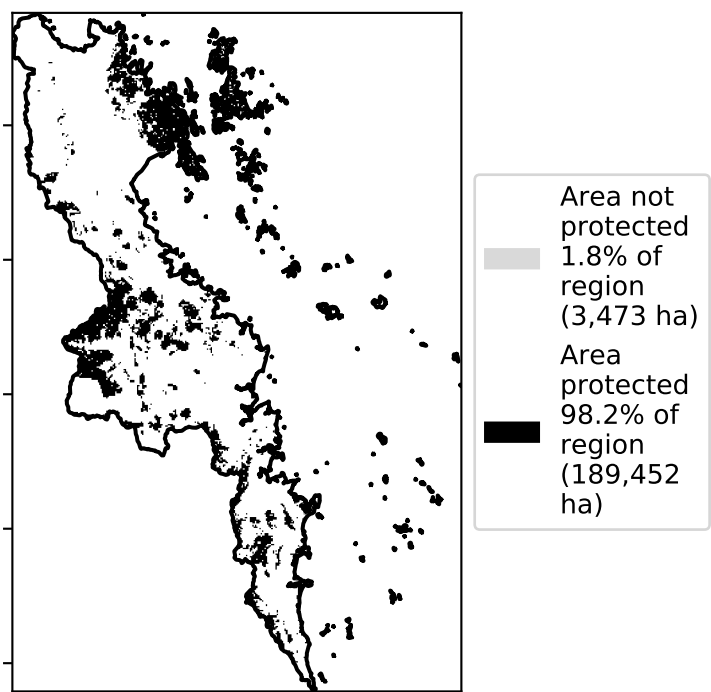 Area not
protected
1.8% of
region
(3,473 ha)
Area
protected
98.2% of
region
(189,452
ha)